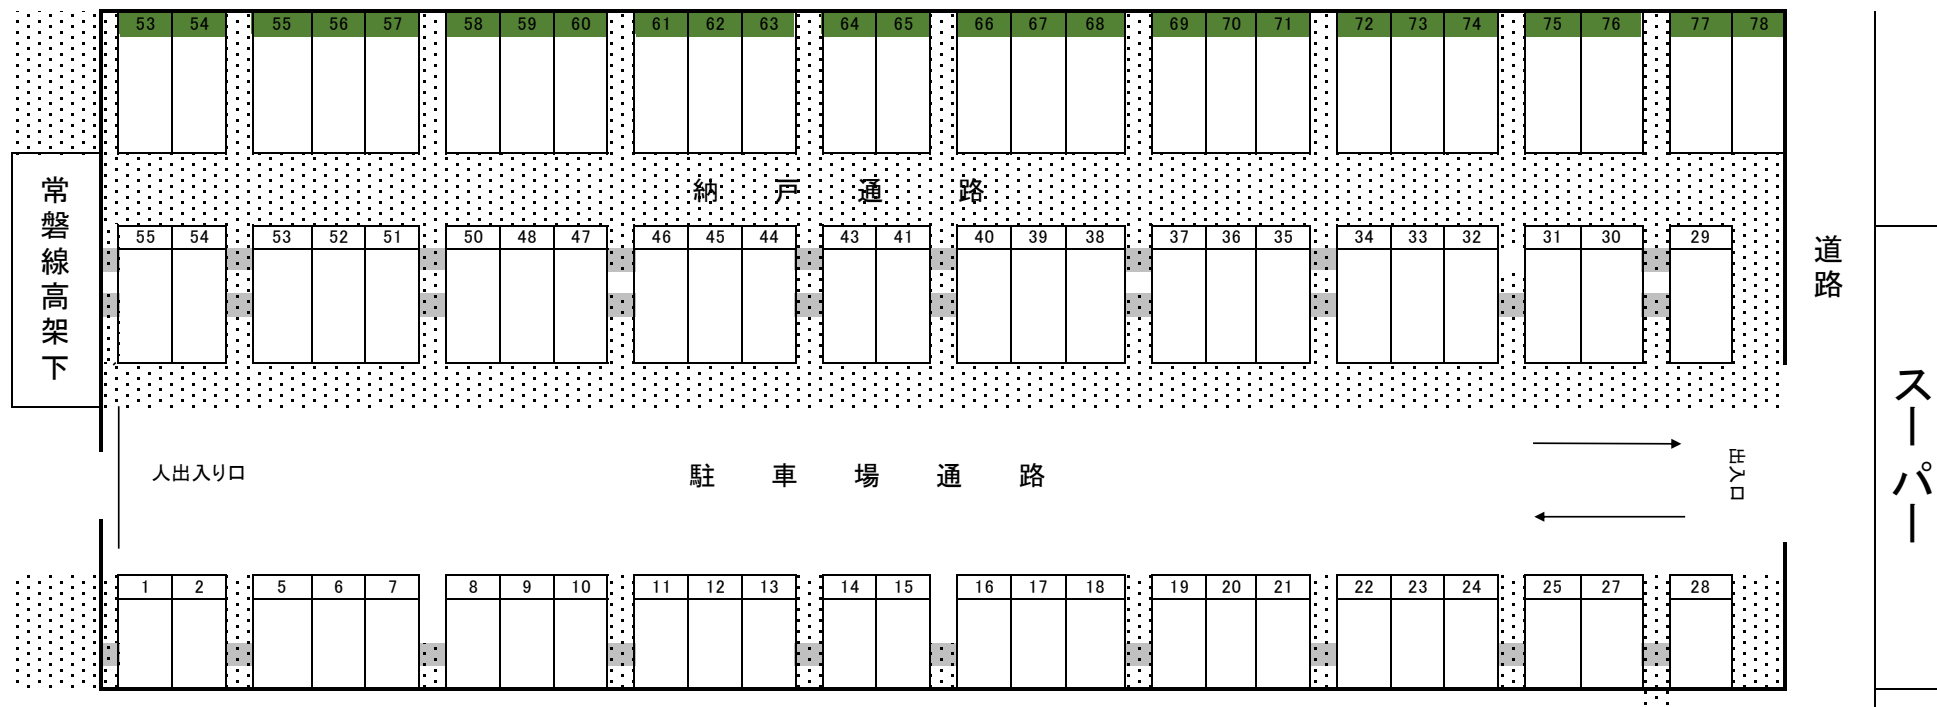 53 54 55 56 57 58 59 60 61 62 63 64 65 66 67 68 69 70 71 72 73 74 75 76 77 78
常磐線高架下
納戸通路
55 54 53 52 51 50 48 47 46 45 44 43 41 40 39 38 37 36 35 34 33 32 31 30 29
道路
スーパー
人出入り口
駐車場通路
出入口
1 2 5 6 7 8 9 10 11 12 13 14 15 16 17 18 19 20 21 22 23 24 25 27 28